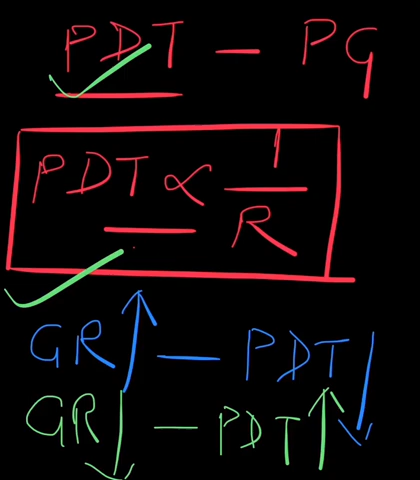 PDT — PG
PDT ∝ 1/R
GR ↑ — PDT ↓
GR ↓ — PDT ↑